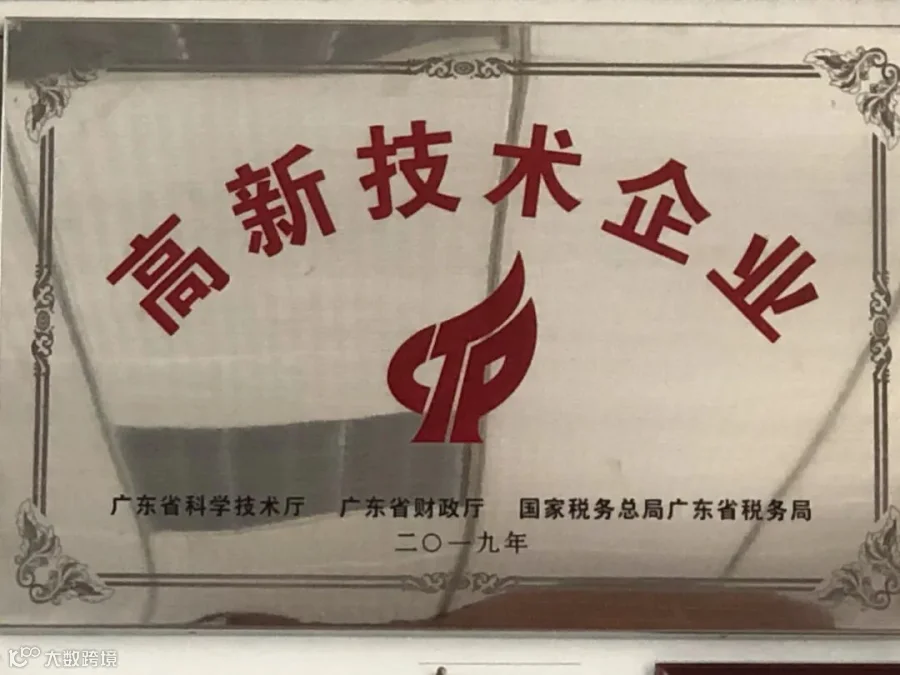 高新技术企业
广东省科学技术厅 广东省财政厅 国家税务总局广东省税务局
二〇一九年
大数跨境